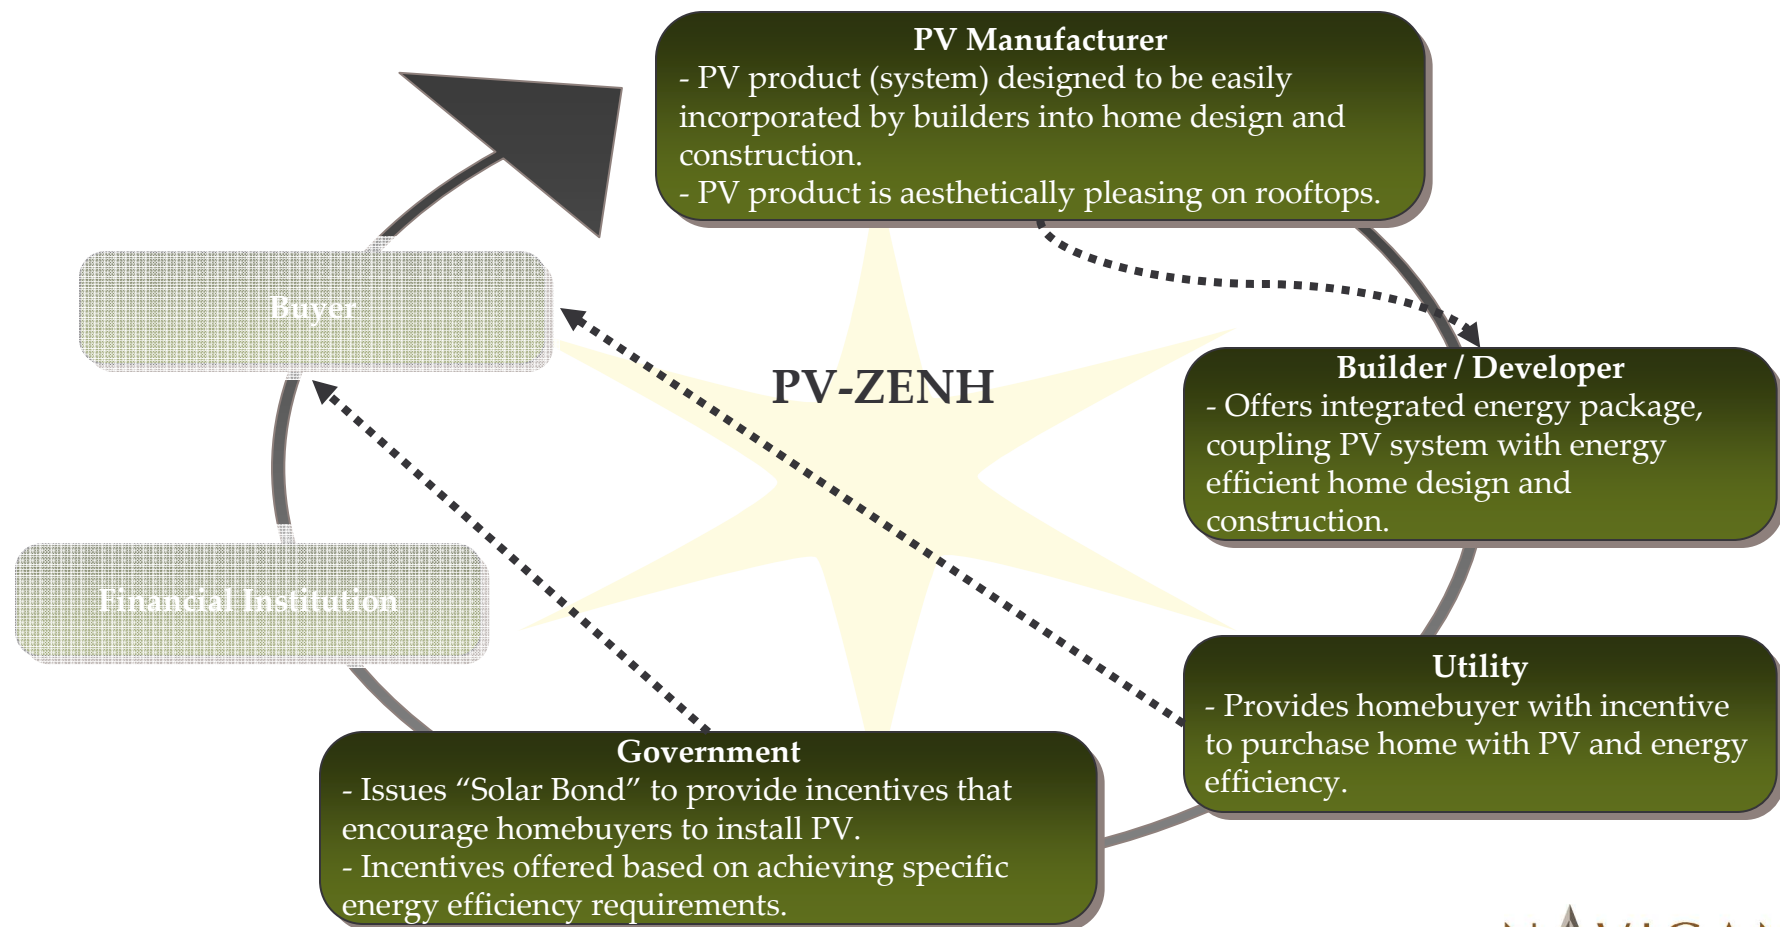 PV Manufacturer
- PV product (system) designed to be easily
incorporated by builders into home design and
construction.
- PV product is aesthetically pleasing on rooftops.
Buyer
PV-ZENH
Builder / Developer
- Offers integrated energy package,
coupling PV system with energy
efficient home design and
construction.
Financial Institution
Utility
- Provides homebuyer with incentive
to purchase home with PV and energy
efficiency.
Government
- Issues “Solar Bond” to provide incentives that
encourage homebuyers to install PV.
- Incentives offered based on achieving specific
energy efficiency requirements.